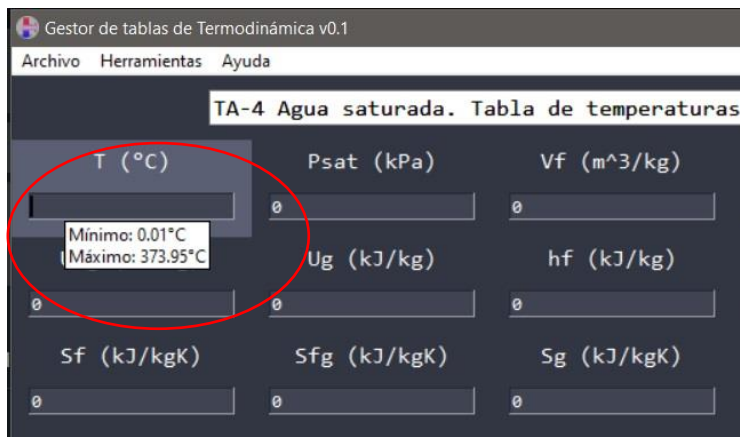 Gestor de tablas de Termodinámica v0.1
Archivo Herramientas Ayuda
TA-4 Agua saturada. Tabla de temperaturas
T (°C) Psat (kPa) Vf (m^3/kg)
0 0
Mínimo: 0.01°C
Máximo: 373.95°C
Ug (kJ/kg) hf (kJ/kg)
0 0 0
Sf (kJ/kgK) Sfg (kJ/kgK) Sg (kJ/kgK)
0 0 0